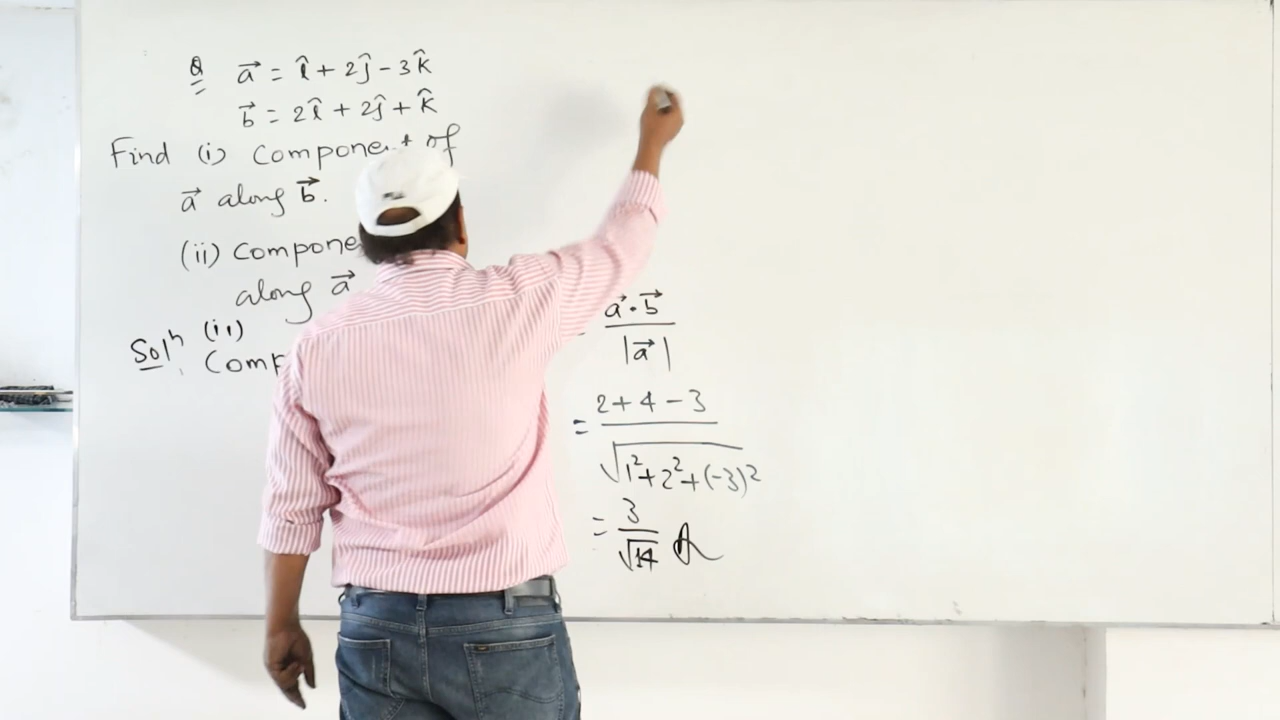 Q a⃗ = î + 2ĵ - 3k̂
b⃗ = 2î + 2ĵ + k̂
Find (i) Component of
a⃗ along b⃗.
(ii) Compone
along a⃗
Solⁿ (ii)
Comp
a⃗ · b⃗ / |a⃗|
= 2 + 4 - 3 / √1² + 2² + (-3)²
= 3 / √14